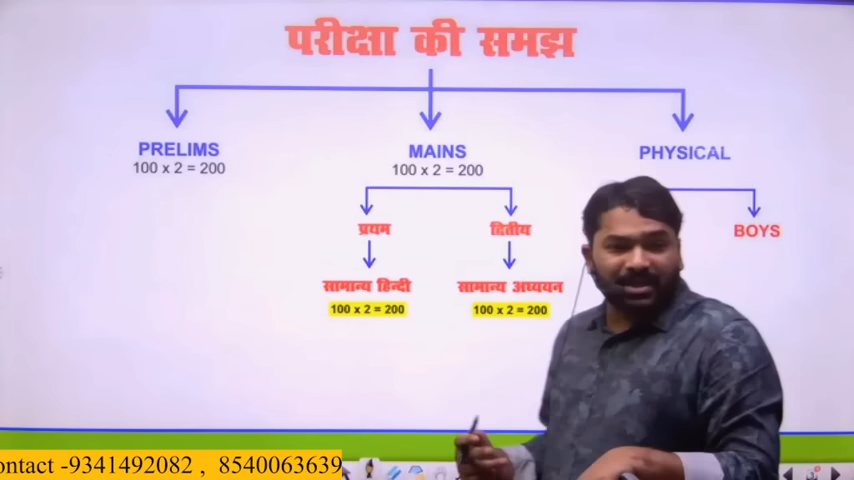 परीक्षा की समझ
PRELIMS
100 x 2 = 200
MAINS
100 x 2 = 200
PHYSICAL
प्रथम
द्वितीय
BOYS
सामान्य हिन्दी
100 x 2 = 200
सामान्य अध्ययन
100 x 2 = 200
ontact -9341492082 , 8540063639